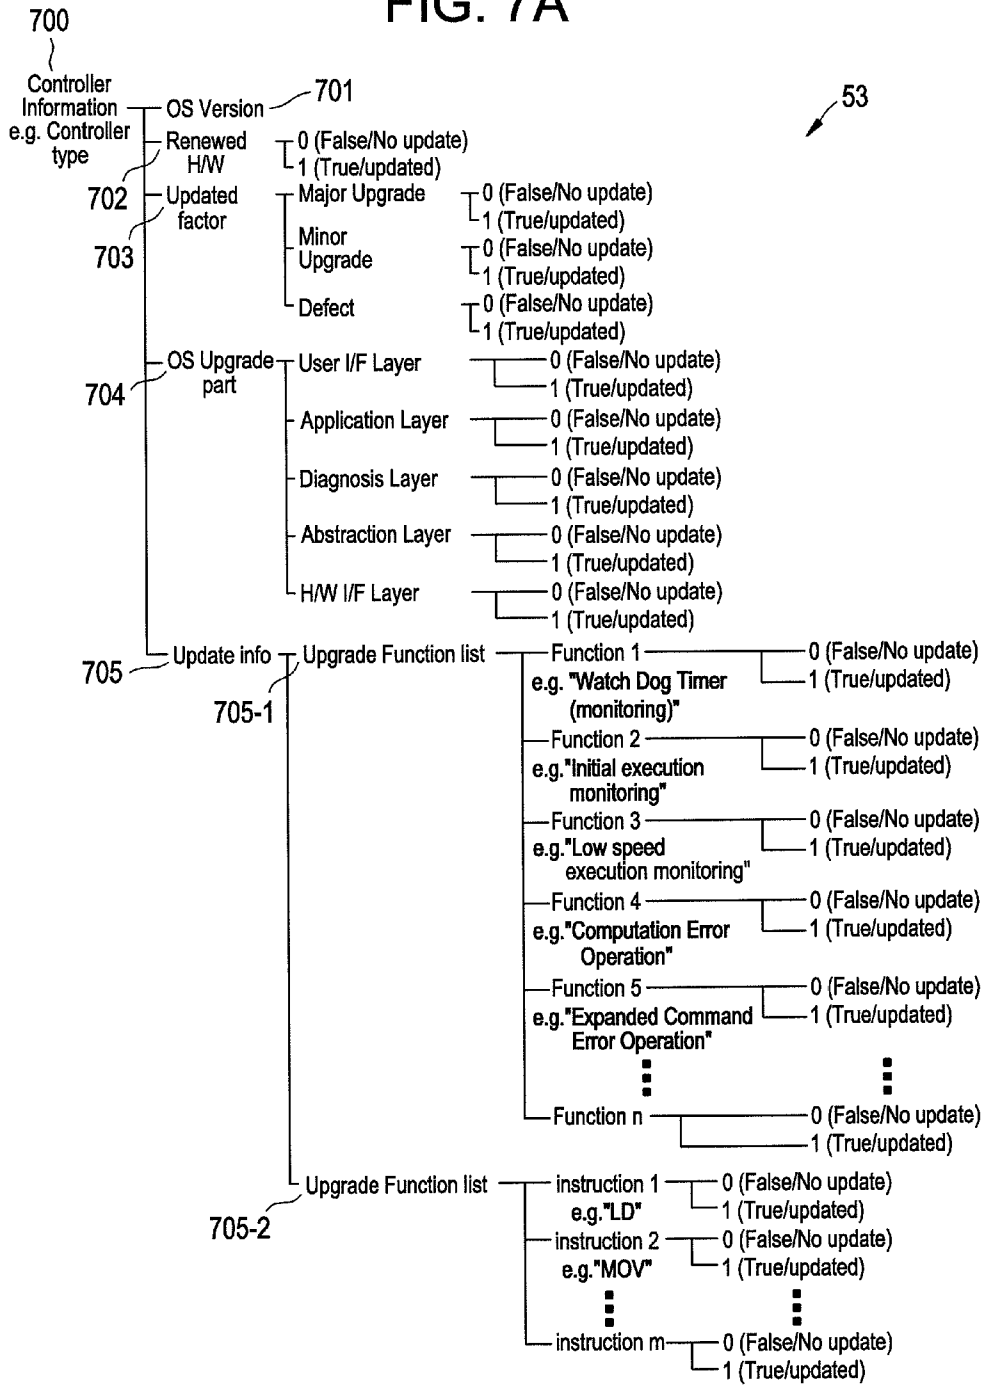 FIG. 7A
700
Controller
Information
e.g. Controller
type
OS Version
701
53
Renewed
H/W
0 (False/No update)
1 (True/updated)
702
Updated
factor
Major Upgrade
0 (False/No update)
1 (True/updated)
703
Minor
Upgrade
0 (False/No update)
1 (True/updated)
Defect
0 (False/No update)
1 (True/updated)
OS Upgrade
part
704
User I/F Layer
0 (False/No update)
1 (True/updated)
Application Layer
0 (False/No update)
1 (True/updated)
Diagnosis Layer
0 (False/No update)
1 (True/updated)
Abstraction Layer
0 (False/No update)
1 (True/updated)
H/W I/F Layer
0 (False/No update)
1 (True/updated)
705
Update info
Upgrade Function list
705-1
Function 1
0 (False/No update)
1 (True/updated)
e.g. "Watch Dog Timer
(monitoring)"
Function 2
0 (False/No update)
1 (True/updated)
e.g."Initial execution
monitoring"
Function 3
0 (False/No update)
1 (True/updated)
e.g."Low speed
execution monitoring"
Function 4
0 (False/No update)
1 (True/updated)
e.g."Computation Error
Operation"
Function 5
0 (False/No update)
1 (True/updated)
e.g."Expanded Command
Error Operation"
Function n
0 (False/No update)
1 (True/updated)
Upgrade Function list
705-2
instruction 1
0 (False/No update)
1 (True/updated)
e.g."LD"
instruction 2
0 (False/No update)
1 (True/updated)
e.g."MOV"
instruction m
0 (False/No update)
1 (True/updated)